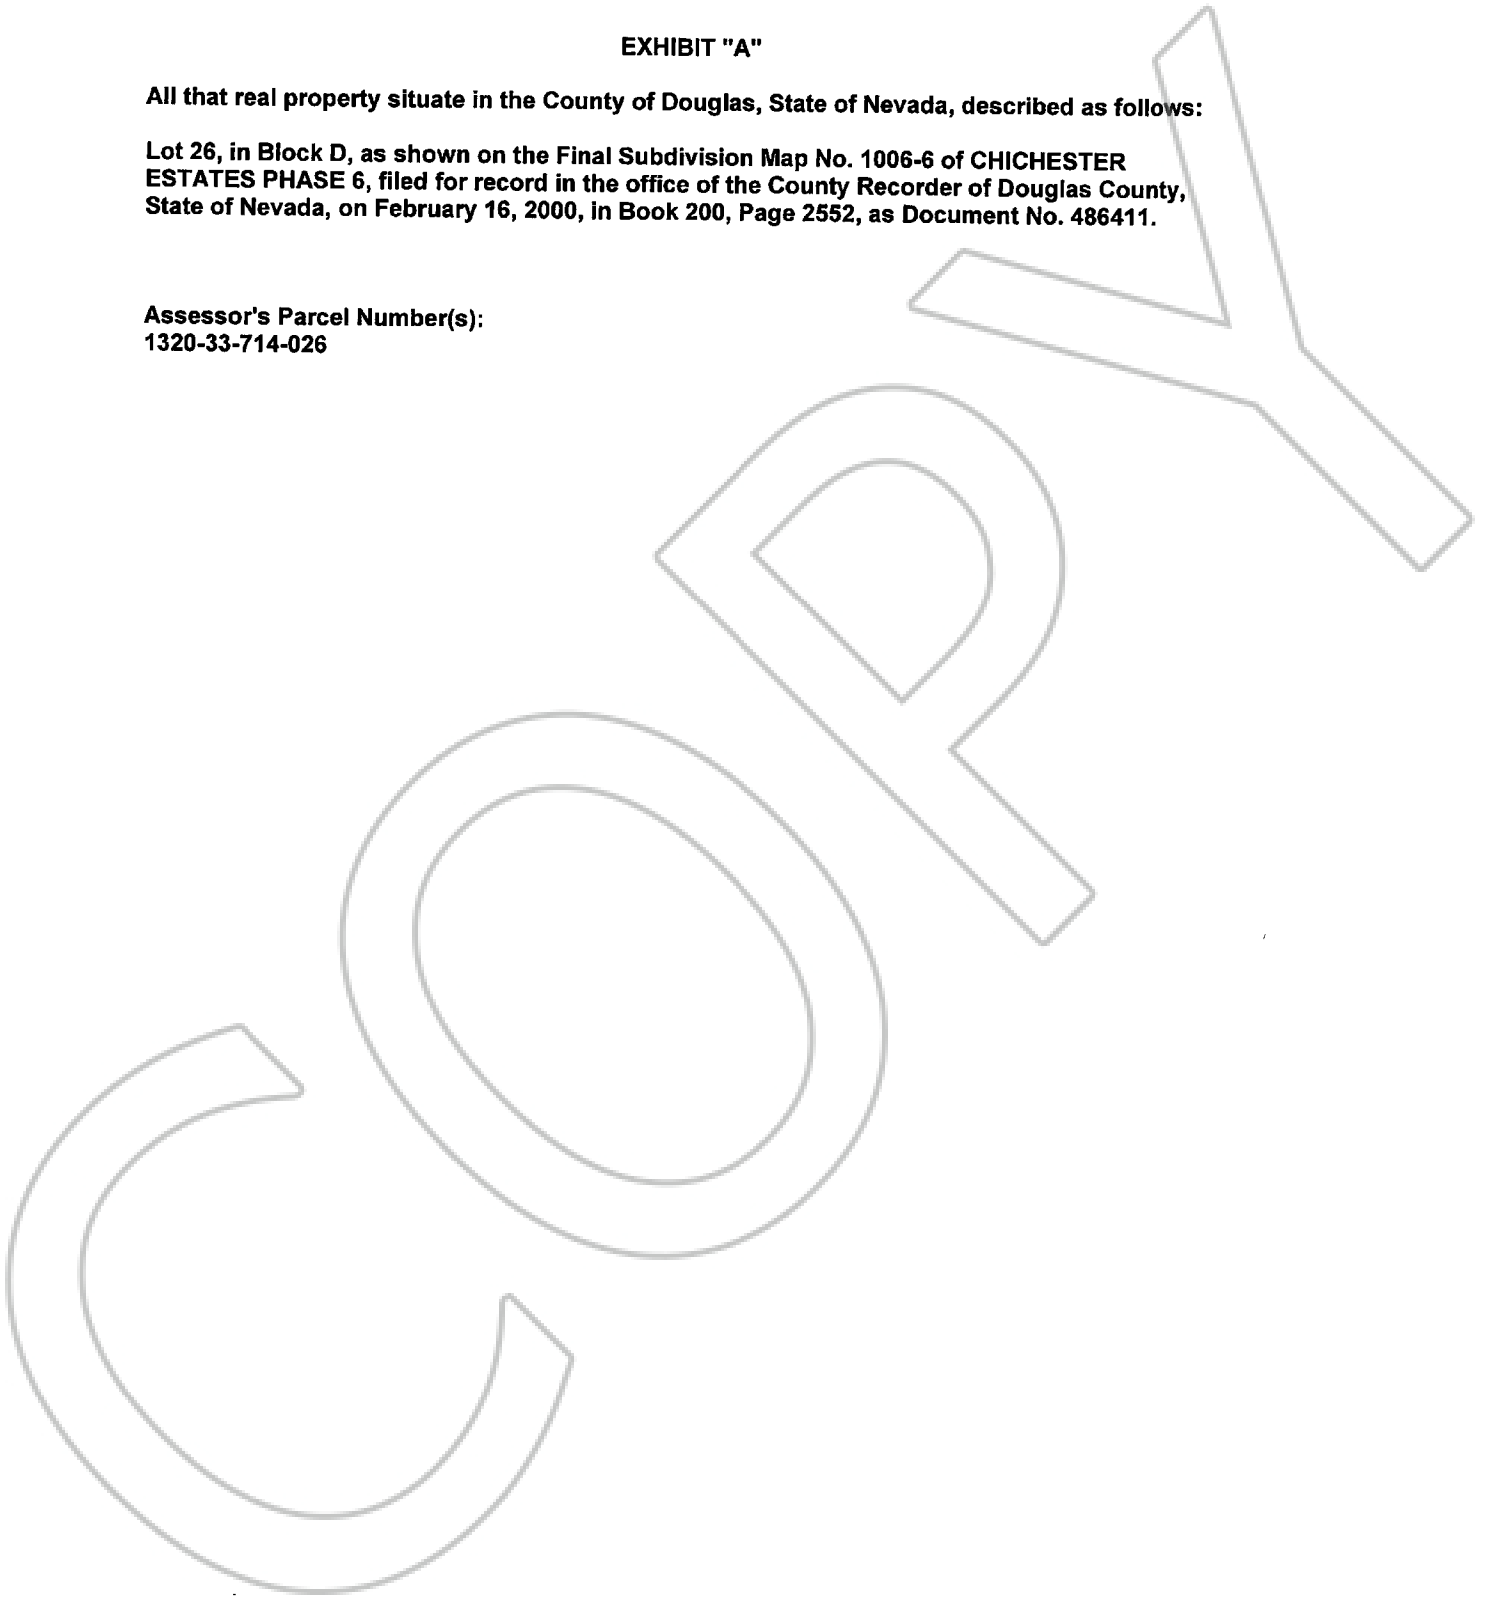 EXHIBIT "A"
All that real property situate in the County of Douglas, State of Nevada, described as follows:
Lot 26, in Block D, as shown on the Final Subdivision Map No. 1006-6 of CHICHESTER
ESTATES PHASE 6, filed for record in the office of the County Recorder of Douglas County,
State of Nevada, on February 16, 2000, in Book 200, Page 2552, as Document No. 486411.
Assessor's Parcel Number(s):
1320-33-714-026
COPY